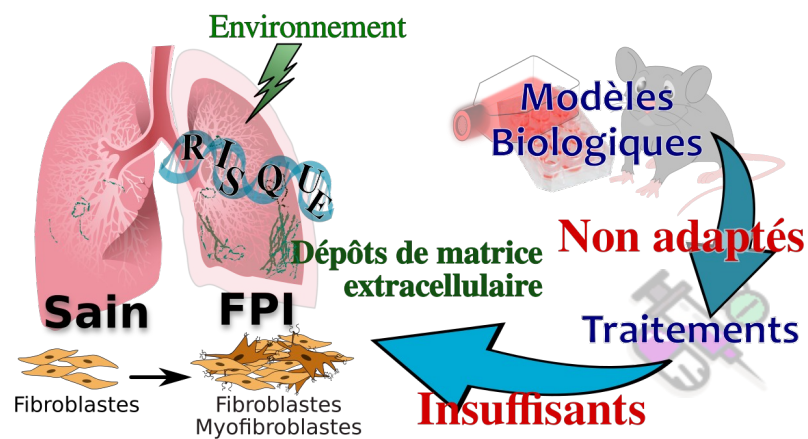 Environnement
RISQUE
Modèles
Biologiques
Non adaptés
Dépôts de matrice
extracellulaire
Sain
FPI
Traitements
Insuffisants
Fibroblastes
Fibroblastes
Myofibroblastes